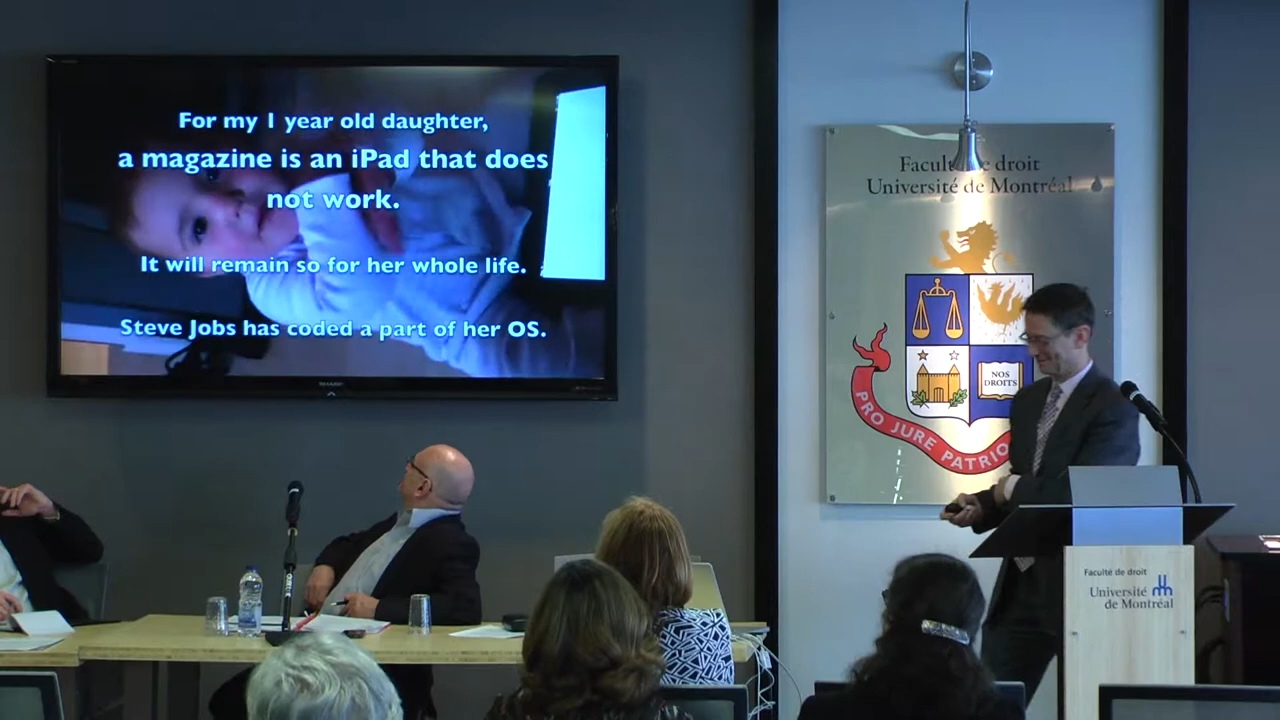 For my 1 year old daughter,
a magazine is an iPad that does
not work.
It will remain so for her whole life.
Steve Jobs has coded a part of her OS.
SHARP
Faculté de droit
Université de Montréal
NOS
DROITS
PRO JURE PATRIO
Faculté de droit
Université
de Montréal